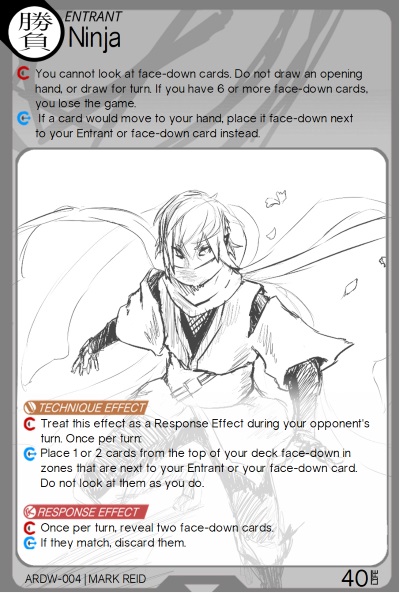 勝
負
ENTRANT
Ninja
You cannot look at face-down cards. Do not draw an opening
hand, or draw for turn. If you have 6 or more face-down cards,
you lose the game.
If a card would move to your hand, place it face-down next
to your Entrant or face-down card instead.
TECHNIQUE EFFECT
Treat this effect as a Response Effect during your opponent's
turn. Once per turn:
Place 1 or 2 cards from the top of your deck face-down in
zones that are next to your Entrant or your face-down card.
Do not look at them as you do.
RESPONSE EFFECT
Once per turn, reveal two face-down cards.
If they match, discard them.
ARDW-004 | MARK REID
40 LIFE